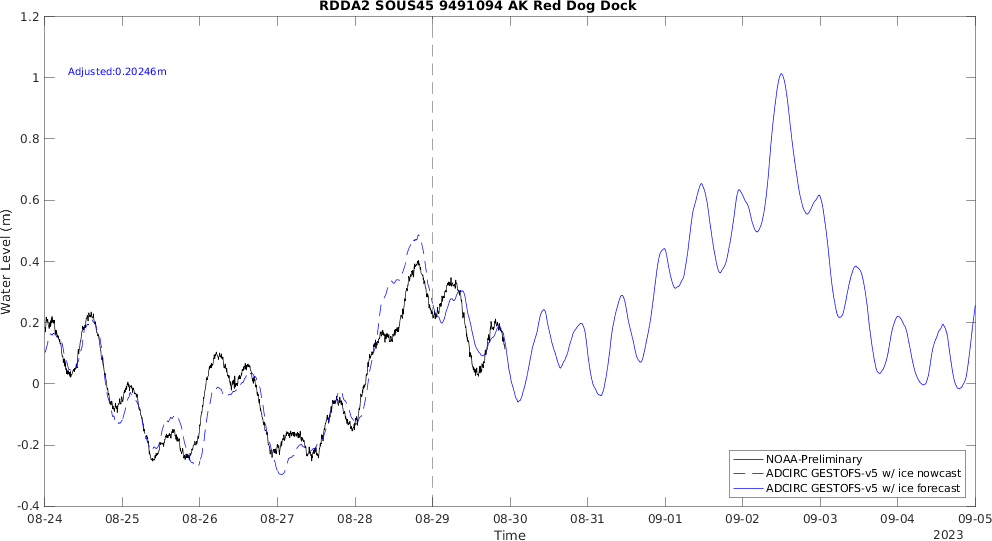 RDDA2 SOUS45 9491094 AK Red Dog Dock
Adjusted:0.20246m
Water Level (m)
1.2
1
0.8
0.6
0.4
0.2
0
-0.2
-0.4
NOAA-Preliminary
ADCIRC GESTOFS-v5 w/ ice nowcast
ADCIRC GESTOFS-v5 w/ ice forecast
08-24 08-25 08-26 08-27 08-28 08-29 08-30 08-31 09-01 09-02 09-03 09-04 09-05
Time
2023